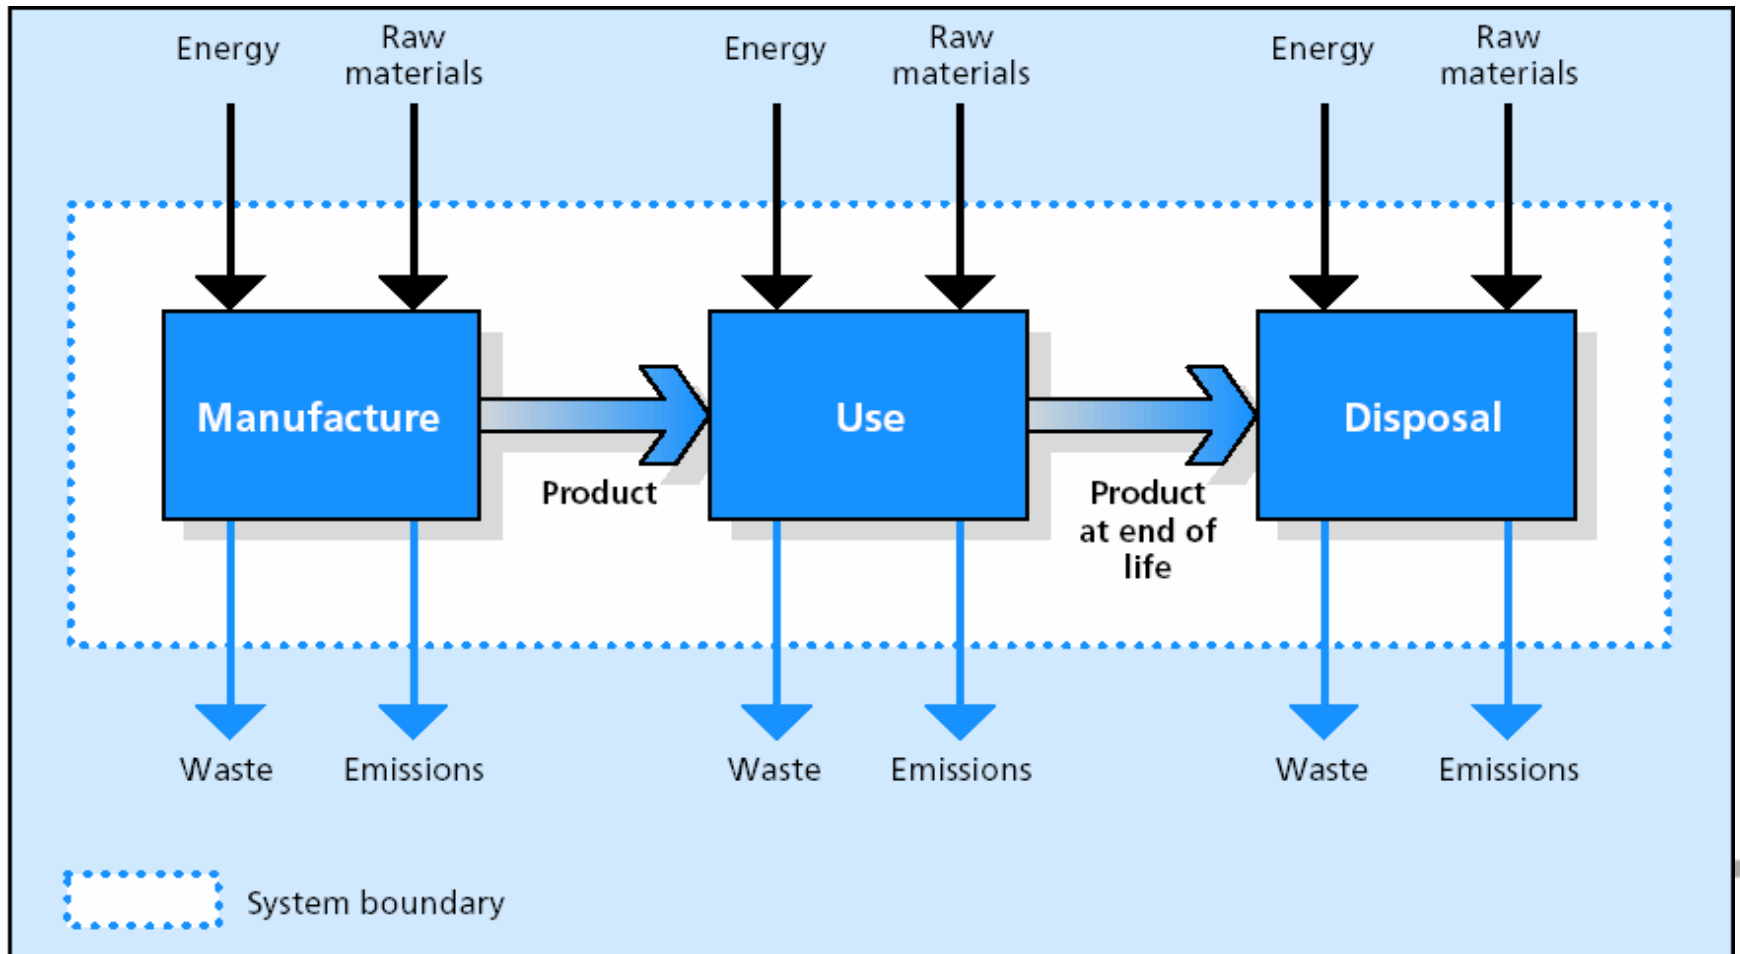 Energy
Raw
materials
Energy
Raw
materials
Energy
Raw
materials
Manufacture
Use
Disposal
Product
Product
at end of
life
Waste
Emissions
Waste
Emissions
Waste
Emissions
System boundary